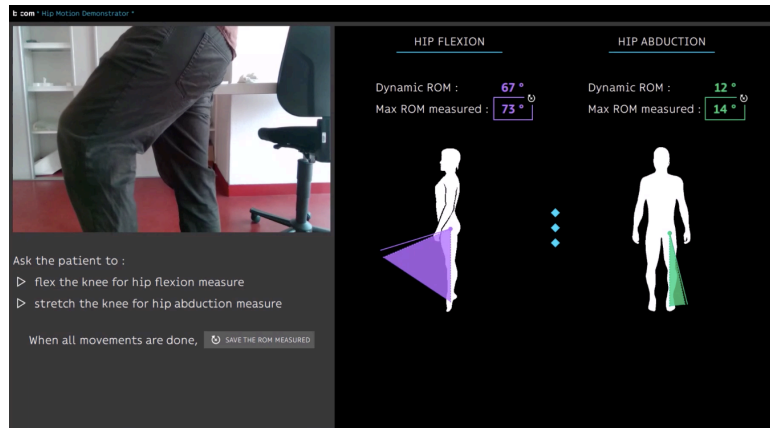 b com * Hip Motion Demonstrator *
HIP FLEXION
Dynamic ROM : 67 °
Max ROM measured : 73 °
HIP ABDUCTION
Dynamic ROM : 12 °
Max ROM measured : 14 °
Ask the patient to :
flex the knee for hip flexion measure
stretch the knee for hip abduction measure
When all movements are done, SAVE THE ROM MEASURED